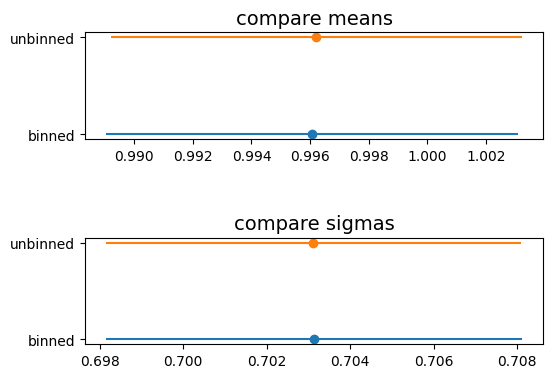 compare means
unbinned
binned
0.990 0.992 0.994 0.996 0.998 1.000 1.002
compare sigmas
unbinned
binned
0.698 0.700 0.702 0.704 0.706 0.708